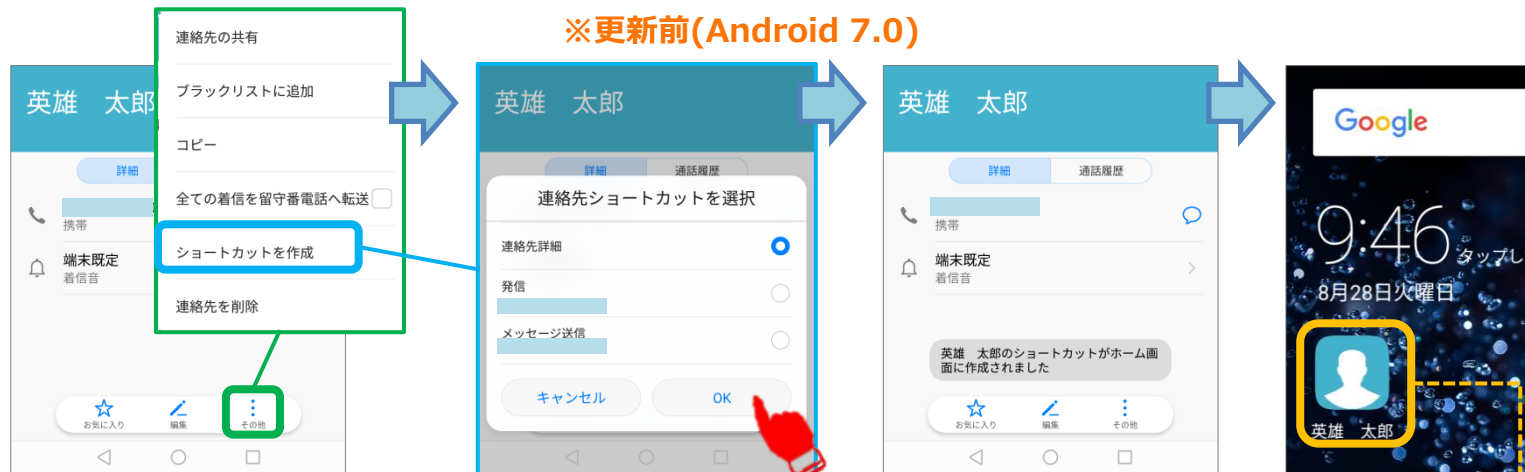 ※更新前(Android 7.0)
英雄　太郎
詳細
携帯
端末既定
着信音
お気に入り
編集
その他
連絡先の共有
ブラックリストに追加
コピー
全ての着信を留守番電話へ転送
ショートカットを作成
連絡先を削除
英雄　太郎
詳細
通話履歴
連絡先ショートカットを選択
連絡先詳細
発信
メッセージ送信
キャンセル
OK
英雄　太郎
詳細
通話履歴
携帯
端末既定
着信音
英雄　太郎のショートカットがホーム画
面に作成されました
お気に入り
編集
その他
Google
9:46
タップし
8月28日火曜日
英雄　太郎